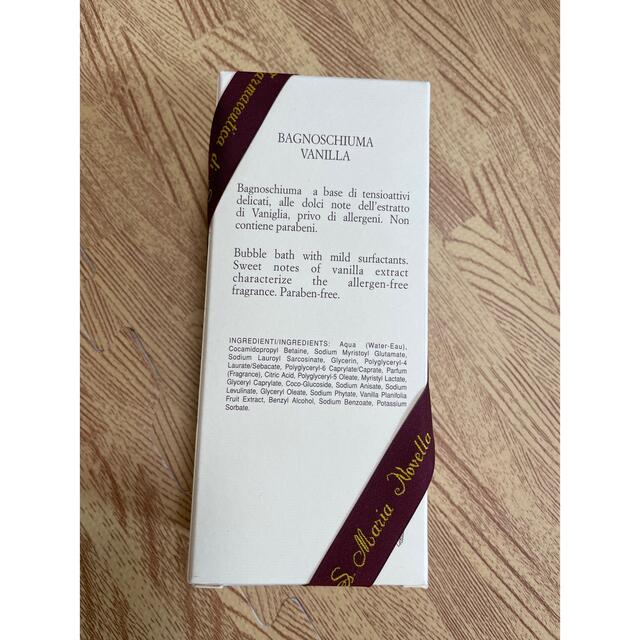 armaceutica di
BAGNOSCHIUMA
VANILLA
Bagnoschiuma a base di tensioattivi
delicati, alle dolci note dell'estratto
di Vaniglia, privo di allergeni. Non
contiene parabeni.
Bubble bath with mild surfactants.
Sweet notes of vanilla extract
characterize the allergen-free
fragrance. Paraben-free.
INGREDIENTI/INGREDIENTS: Aqua (Water-Eau),
Cocamidopropyl Betaine, Sodium Myristoyl Glutamate,
Sodium Lauroyl Sarcosinate, Glycerin, Polyglyceryl-4
Laurate/Sebacate, Polyglyceryl-6 Caprylate/Caprate, Parfum
(Fragrance), Citric Acid, Polyglyceryl-5 Oleate, Myristyl Lactate,
Glyceryl Caprylate, Coco-Glucoside, Sodium Anisate, Sodium
Levulinate, Glyceryl Oleate, Sodium Phytate, Vanilla Planifolia
Fruit Extract, Benzyl Alcohol, Sodium Benzoate, Potassium
Sorbate.
S. Maria Novella